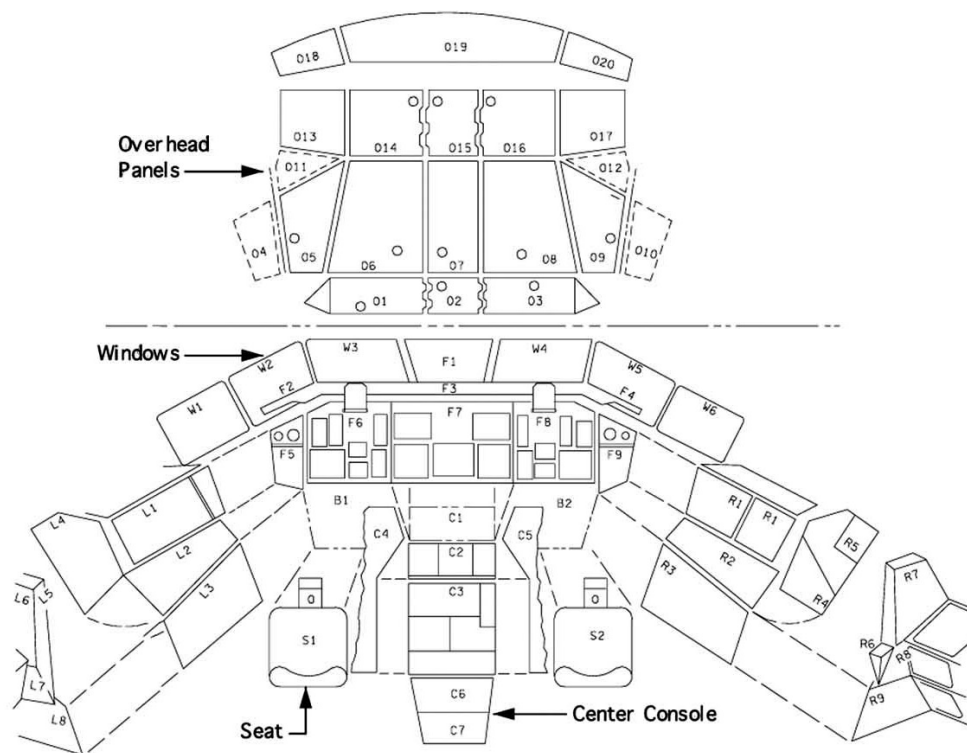 O18 O19 O20
O13 O14 O15 O16 O17
Overhead
Panels
O11 O12
O4 O5 O6 O7 O8 O9 O10
O1 O2 O3
Windows
W1 W2 W3 F1 W4 W5 W6
F2 F3 F4
F5 F6 F7 F8 F9
L4 L1 B1 C1 B2 R1 R1 R5
L2 C4 C2 C5 R2
L6 L5 L3 C3 R3 R4 R7
O O
S1 S2
R6
L7 R8
L8 C6 R9
Seat
Center Console
C7